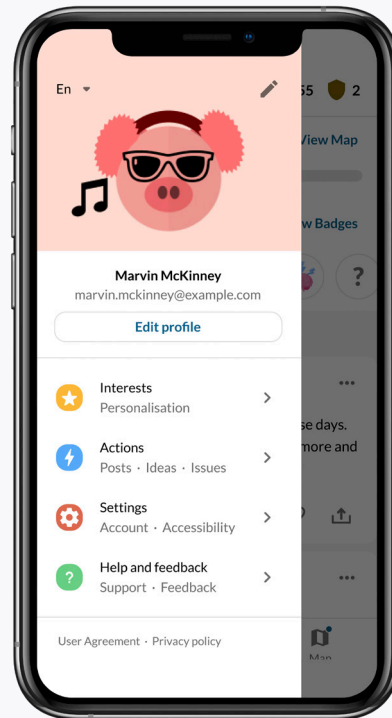 En
55
2
View Map
w Badges
?
Marvin McKinney
marvin.mckinney@example.com
Edit profile
Interests
Personalisation
Actions
Posts · Ideas · Issues
se days.
more and
Settings
Account · Accessibility
?
Help and feedback
Support · Feedback
User Agreement · Privacy policy
Map